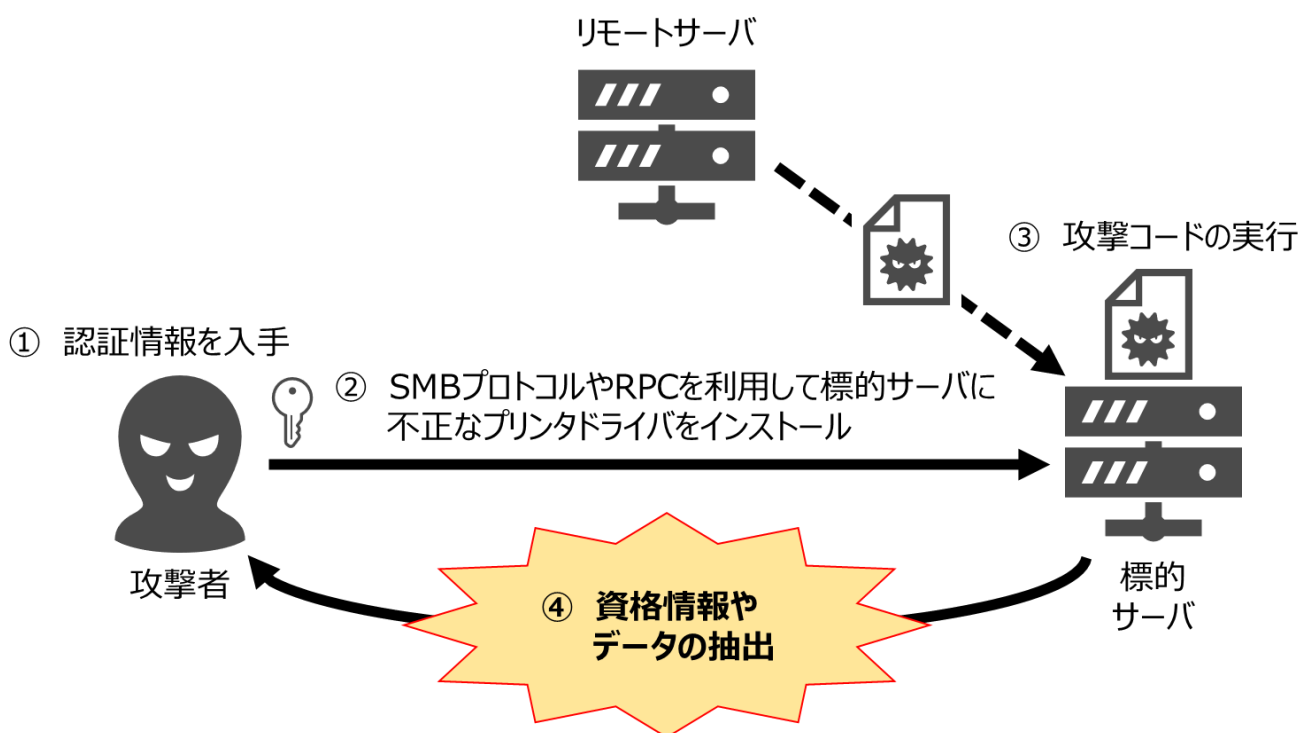 リモートサーバ
③ 攻撃コードの実行
① 認証情報を入手
② SMBプロトコルやRPCを利用して標的サーバに
不正なプリンタドライバをインストール
攻撃者
④ 資格情報や
データの抽出
標的
サーバ